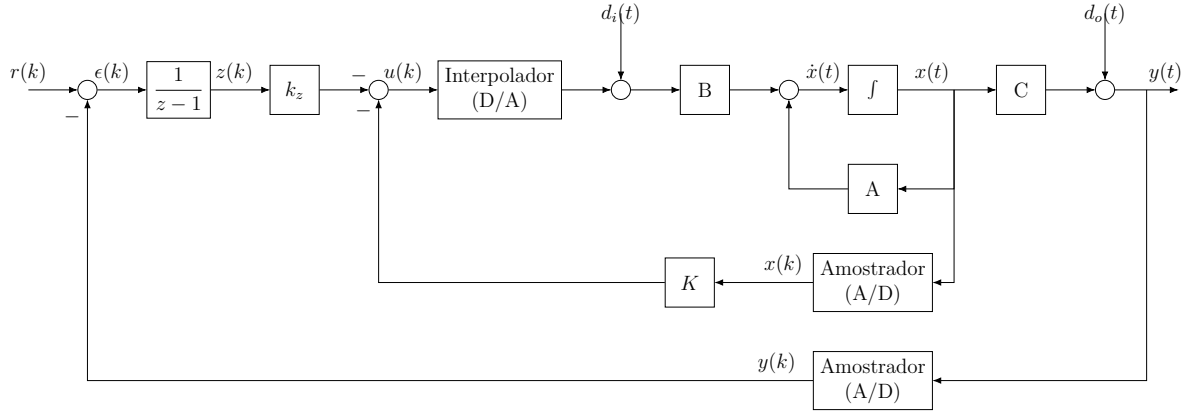 d_i(t)
d_o(t)
r(k)
ϵ(k)
1
z − 1
z(k)
k_z
−
−
u(k)
Interpolador
(D/A)
B
ẋ(t)
∫
x(t)
C
y(t)
−
A
K
x(k)
Amostrador
(A/D)
y(k)
Amostrador
(A/D)